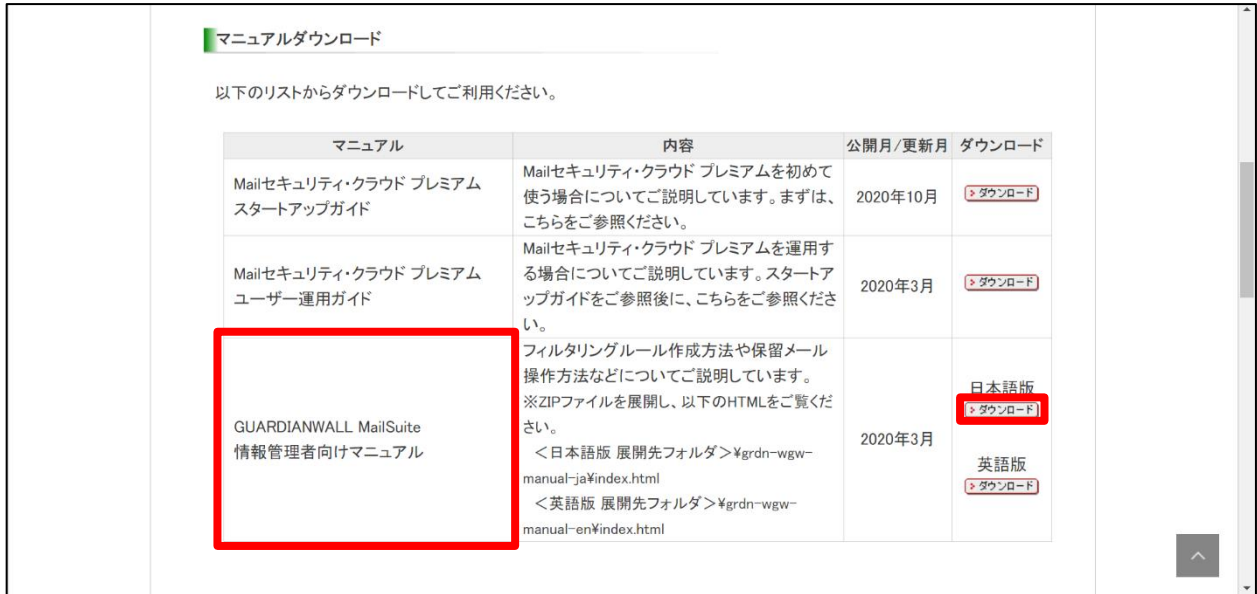 マニュアルダウンロード
以下のリストからダウンロードしてご利用ください。
マニュアル 内容 公開月/更新月 ダウンロード
Mailセキュリティ・クラウド プレミアム
スタートアップガイド
Mailセキュリティ・クラウド プレミアムを初めて
使う場合についてご説明しています。まずは、
こちらをご参照ください。
2020年10月
ダウンロード
Mailセキュリティ・クラウド プレミアム
ユーザー運用ガイド
Mailセキュリティ・クラウド プレミアムを運用す
る場合についてご説明しています。スタートア
ップガイドをご参照後に、こちらをご参照くださ
い。
2020年3月
ダウンロード
GUARDIANWALL MailSuite
情報管理者向けマニュアル
フィルタリングルール作成方法や保留メール
操作方法などについてご説明しています。
※ZIPファイルを展開し、以下のHTMLをご覧くだ
さい。
＜日本語版 展開先フォルダ＞¥grdn-wgw-
manual-ja¥index.html
＜英語版 展開先フォルダ＞¥grdn-wgw-
manual-en¥index.html
2020年3月
日本語版
ダウンロード
英語版
ダウンロード